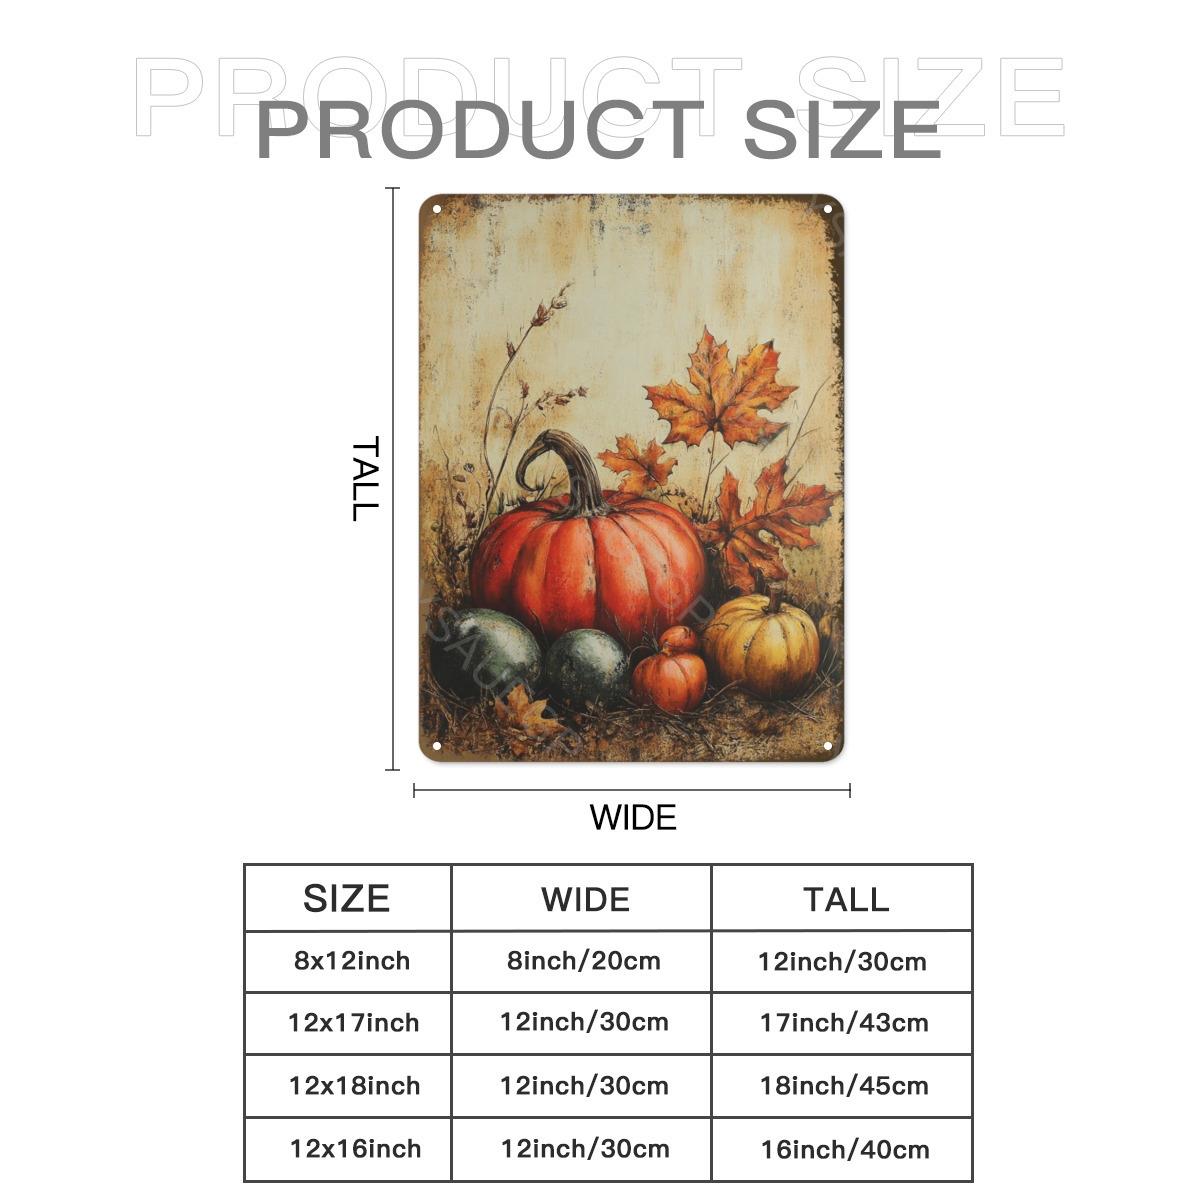 PRODUCT SIZE
PRODUCT SIZE
TALL
WIDE
SIZE WIDE TALL
8x12inch 8inch/20cm 12inch/30cm
12x17inch 12inch/30cm 17inch/43cm
12x18inch 12inch/30cm 18inch/45cm
12x16inch 12inch/30cm 16inch/40cm